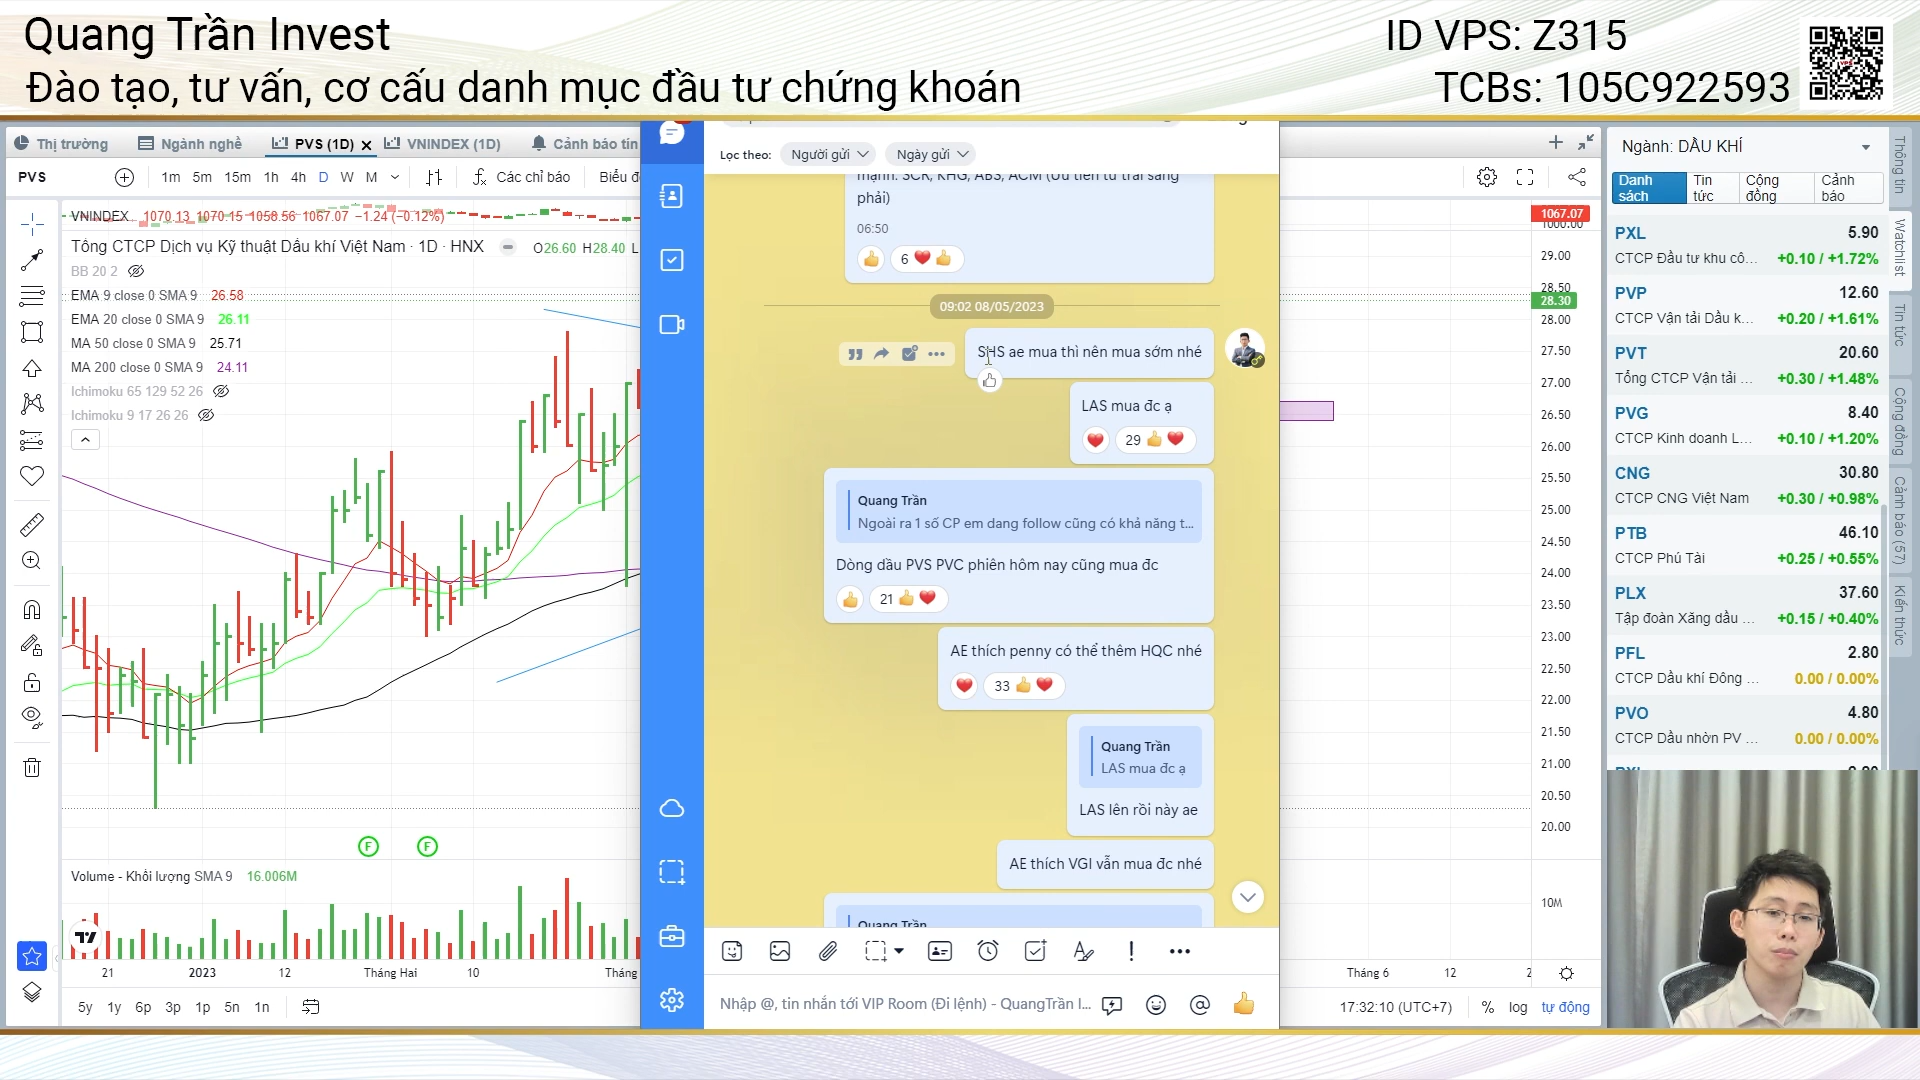 Quang Trần Invest
Đào tạo, tư vấn, cơ cấu danh mục đầu tư chứng khoán
ID VPS: Z315
TCBs: 105C922593
Thị trường
Ngành nghề
PVS (1D)
VNINDEX (1D)
Cảnh báo tín
PVS
1m 5m 15m 1h 4h D W M
Các chỉ báo
VNINDEX 1070.13 1070.15 1058.56 1067.07 −1.24 (−0.12%)
Tổng CTCP Dịch vụ Kỹ thuật Dầu khí Việt Nam · 1D · HNX
O26.60 H28.40 L
BB 20 2
EMA 9 close 0 SMA 9 26.58
EMA 20 close 0 SMA 9 26.11
MA 50 close 0 SMA 9 25.71
MA 200 close 0 SMA 9 24.11
Ichimoku 65 129 52 26
Ichimoku 9 17 26 26
F
F
Volume - Khối lượng SMA 9 16.006M
21
2023
12
Tháng Hai
10
Tháng
5y 1y 6p 3p 1p 5n 1n
Lọc theo:
Người gửi
Ngày gửi
mạnh: SCR, KHG, ABS, ACM (Ưu tiên từ trái sang
phải)
06:50
6
09:02 08/05/2023
SHS ae mua thì nên mua sớm nhé
LAS mua đc ạ
29
Quang Trần
Ngoài ra 1 số CP em dang follow cũng có khả năng t...
Dòng dầu PVS PVC phiên hôm nay cũng mua đc
21
AE thích penny có thể thêm HQC nhé
33
Quang Trần
LAS mua đc ạ
LAS lên rồi này ae
AE thích VGI vẫn mua đc nhé
Quang Trần
Nhập @, tin nhắn tới VIP Room (Đi lệnh) - QuangTrần I...
1067.07
1000.00
29.00
28.50
28.30
28.00
27.50
27.00
26.50
26.00
25.50
25.00
24.50
24.00
23.50
23.00
22.50
22.00
21.50
21.00
20.50
20.00
10M
Tháng 6
12
2
17:32:10 (UTC+7)
%
log
tự động
Ngành: DẦU KHÍ
Danh sách
Tin tức
Cộng đồng
Cảnh báo
PXL 5.90
CTCP Đầu tư khu cô... +0.10 / +1.72%
PVP 12.60
CTCP Vận tải Dầu k... +0.20 / +1.61%
PVT 20.60
Tổng CTCP Vận tải ... +0.30 / +1.48%
PVG 8.40
CTCP Kinh doanh L... +0.10 / +1.20%
CNG 30.80
CTCP CNG Việt Nam +0.30 / +0.98%
PTB 46.10
CTCP Phú Tài +0.25 / +0.55%
PLX 37.60
Tập đoàn Xăng dầu ... +0.15 / +0.40%
PFL 2.80
CTCP Dầu khí Đông ... 0.00 / 0.00%
PVO 4.80
CTCP Dầu nhờn PV ... 0.00 / 0.00%
Thông tin
Watchlist
Tin tức
Cộng đồng
Cảnh báo (57)
Kiến thức